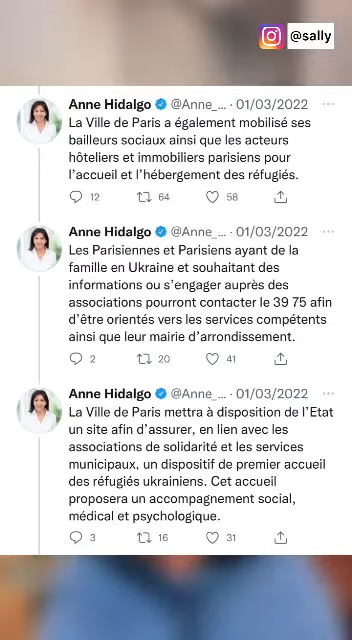 @sally
Anne Hidalgo @Anne_... · 01/03/2022
La Ville de Paris a également mobilisé ses
bailleurs sociaux ainsi que les acteurs
hôteliers et immobiliers parisiens pour
l'accueil et l'hébergement des réfugiés.
12 64 58
Anne Hidalgo @Anne_... · 01/03/2022
Les Parisiennes et Parisiens ayant de la
famille en Ukraine et souhaitant des
informations ou s'engager auprès des
associations pourront contacter le 39 75 afin
d'être orientés vers les services compétents
ainsi que leur mairie d'arrondissement.
2 20 41
Anne Hidalgo @Anne_... · 01/03/2022
La Ville de Paris mettra à disposition de l'Etat
un site afin d'assurer, en lien avec les
associations de solidarité et les services
municipaux, un dispositif de premier accueil
des réfugiés ukrainiens. Cet accueil
proposera un accompagnement social,
médical et psychologique.
3 16 31